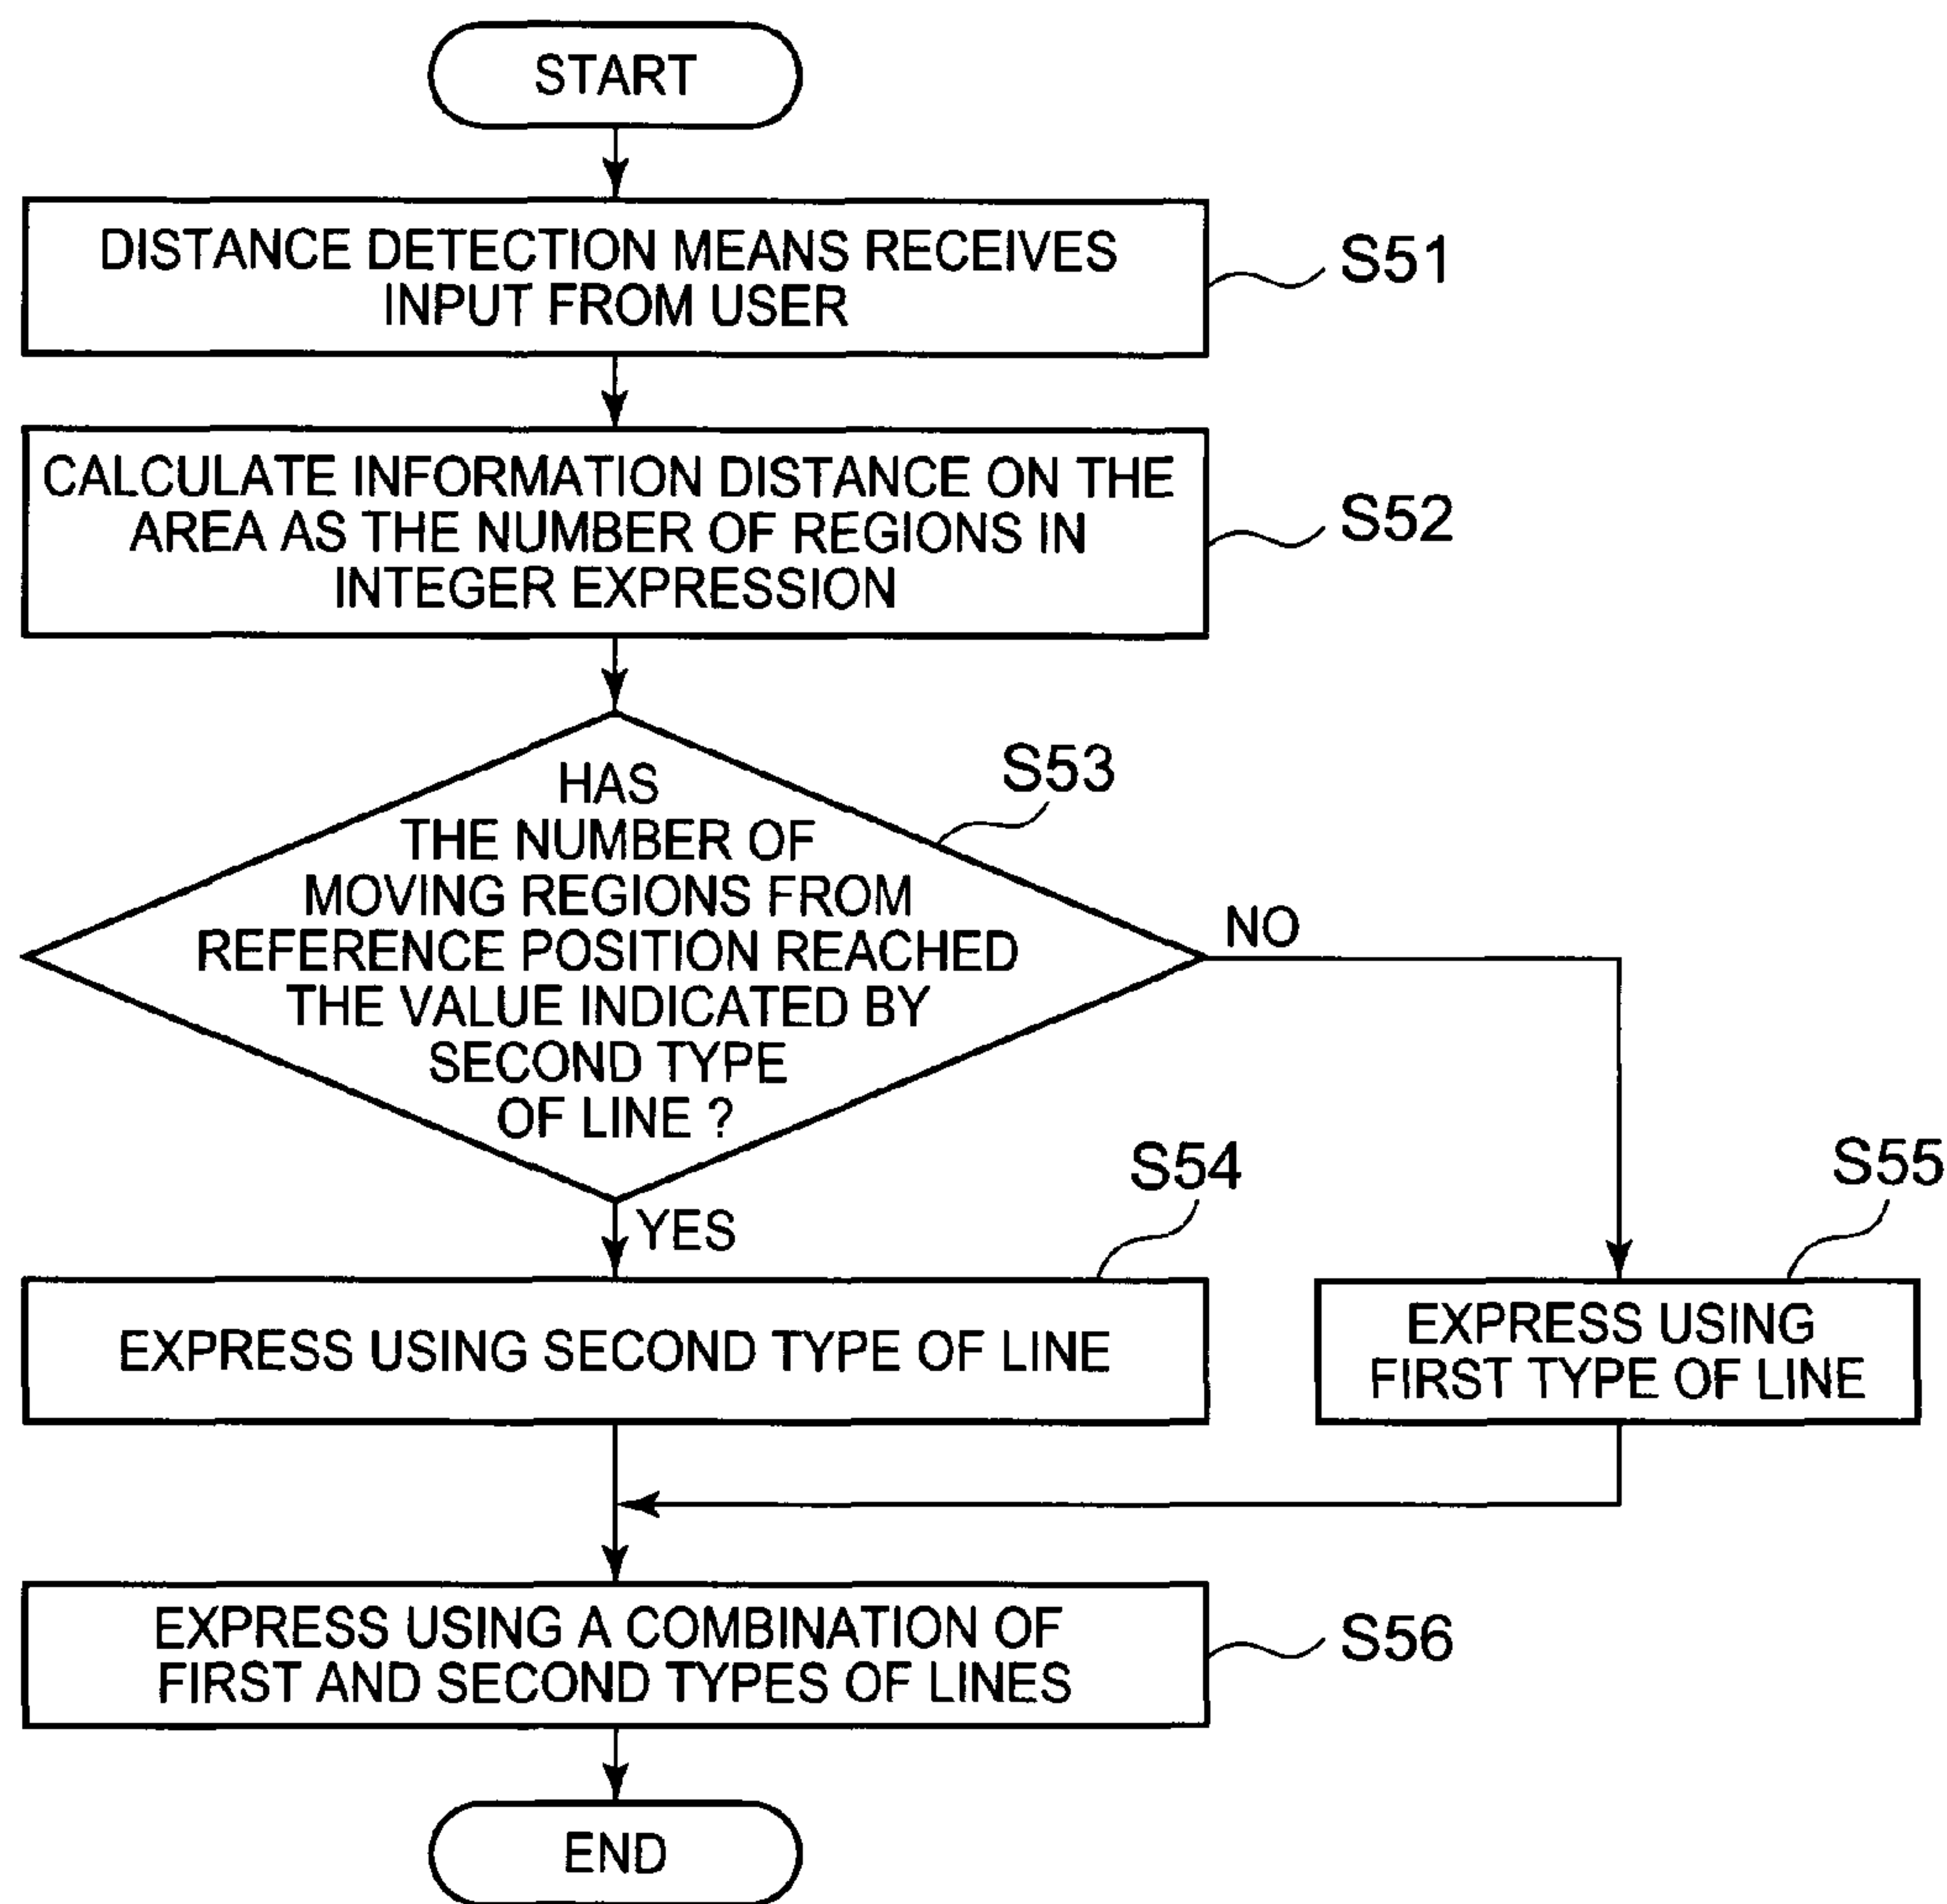 START
DISTANCE DETECTION MEANS RECEIVES
INPUT FROM USER
S51
CALCULATE INFORMATION DISTANCE ON THE
AREA AS THE NUMBER OF REGIONS IN
INTEGER EXPRESSION
S52
HAS
THE NUMBER OF
MOVING REGIONS FROM
REFERENCE POSITION REACHED
THE VALUE INDICATED BY
SECOND TYPE
OF LINE ?
S53
NO
YES
S54
EXPRESS USING SECOND TYPE OF LINE
S55
EXPRESS USING
FIRST TYPE OF LINE
EXPRESS USING A COMBINATION OF
FIRST AND SECOND TYPES OF LINES
S56
END